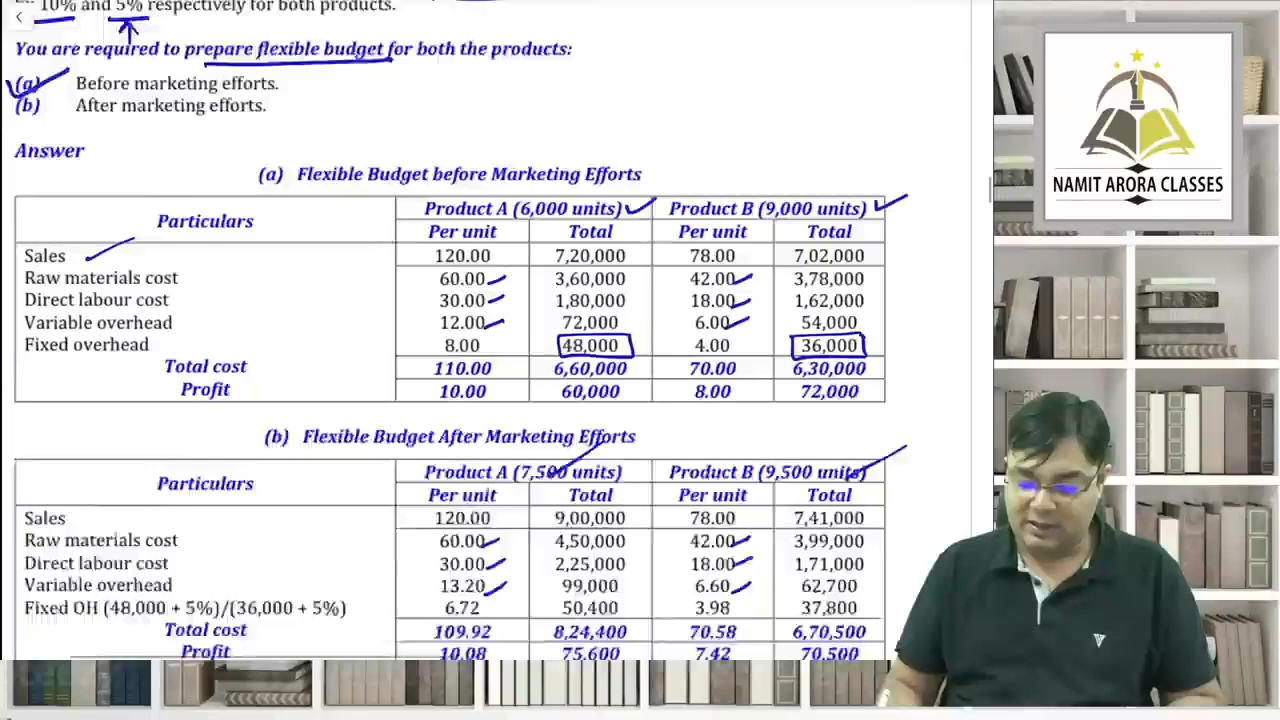 10% and 5% respectively for both products.
You are required to prepare flexible budget for both the products:
(a) Before marketing efforts.
(b) After marketing efforts.
Answer
(a) Flexible Budget before Marketing Efforts
Particulars Product A (6,000 units) Product B (9,000 units)
Per unit Total Per unit Total
Sales 120.00 7,20,000 78.00 7,02,000
Raw materials cost 60.00 3,60,000 42.00 3,78,000
Direct labour cost 30.00 1,80,000 18.00 1,62,000
Variable overhead 12.00 72,000 6.00 54,000
Fixed overhead 8.00 48,000 4.00 36,000
Total cost 110.00 6,60,000 70.00 6,30,000
Profit 10.00 60,000 8.00 72,000
(b) Flexible Budget After Marketing Efforts
Particulars Product A (7,500 units) Product B (9,500 units)
Per unit Total Per unit Total
Sales 120.00 9,00,000 78.00 7,41,000
Raw materials cost 60.00 4,50,000 42.00 3,99,000
Direct labour cost 30.00 2,25,000 18.00 1,71,000
Variable overhead 13.20 99,000 6.60 62,700
Fixed OH (48,000 + 5%)/(36,000 + 5%) 6.72 50,400 3.98 37,800
Total cost 109.92 8,24,400 70.58 6,70,500
Profit 10.08 75,600 7.42 70,500
NAMIT ARORA CLASSES